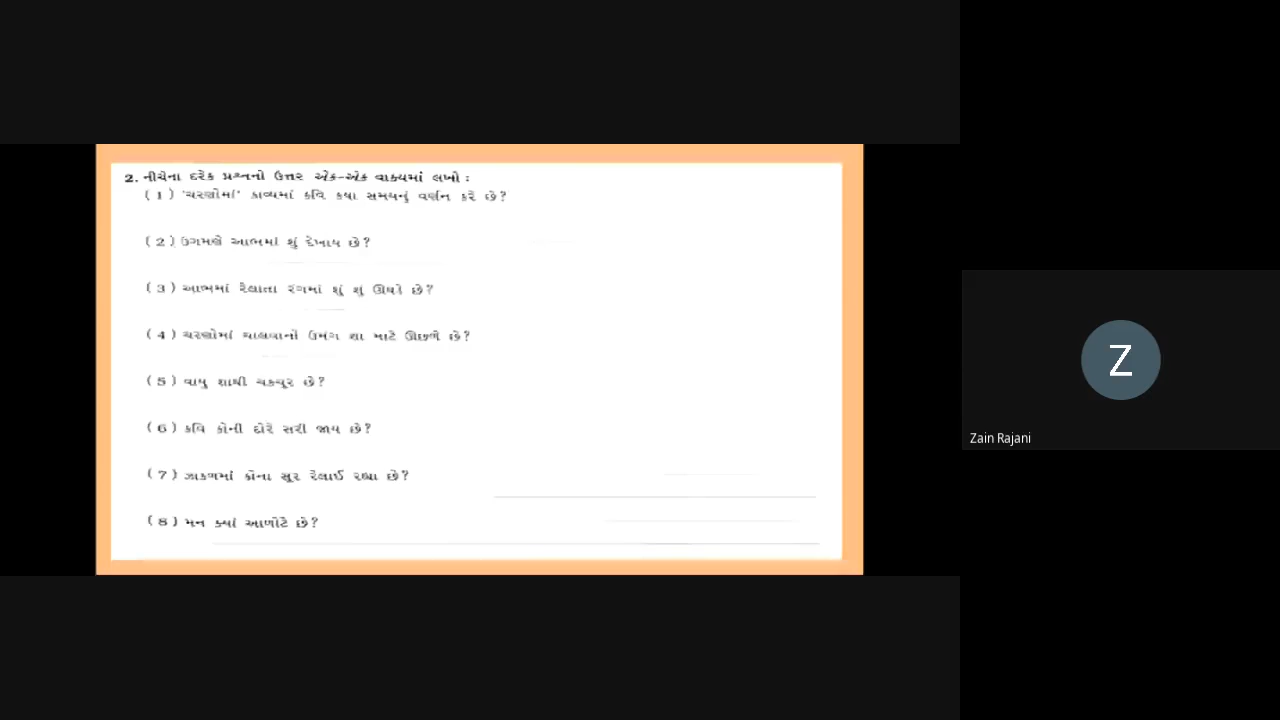 2. નીચેના દરેક પ્રશ્નનો ઉત્તર એક-એક વાક્યમાં લખો :
(1) 'ચરણોમાં' કાવ્યમાં કવિ કયા સમયનું વર્ણન કરે છે?
(2) ઉગમણે આભમાં શું દેખાય છે?
(3) આભમાં રેલાતા રંગમાં શું શું ઊઘડે છે?
(4) ચરણોમાં ચાલવાનો ઉમંગ શા માટે ઊછળે છે?
(5) વાયુ શાથી ચકચૂર છે?
(6) કવિ કોની દોરે સરી જાય છે?
(7) ઝાકળમાં કોના સૂર રેલાઈ રહ્યા છે?
(8) મન ક્યાં આળોટે છે?
Z
Zain Rajani